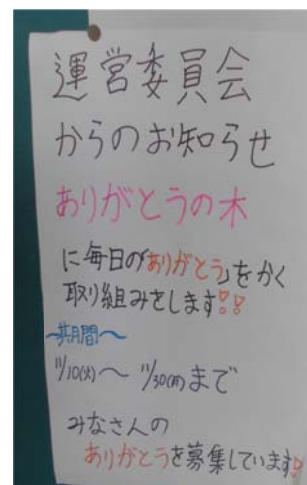 運営委員会
からのお知らせ
ありがとうの木
に毎日の「ありがとう」をかく
取り組みをします!!
～期間～
11/10(火)～11/30(月)まで
みなさんの
ありがとうを募集しています!